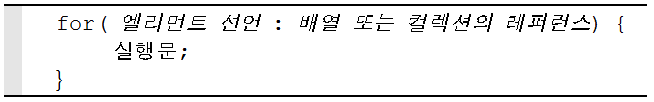 for( 엘리먼트 선언 : 배열 또는 컬렉션의 레퍼런스) {
실행문;
}